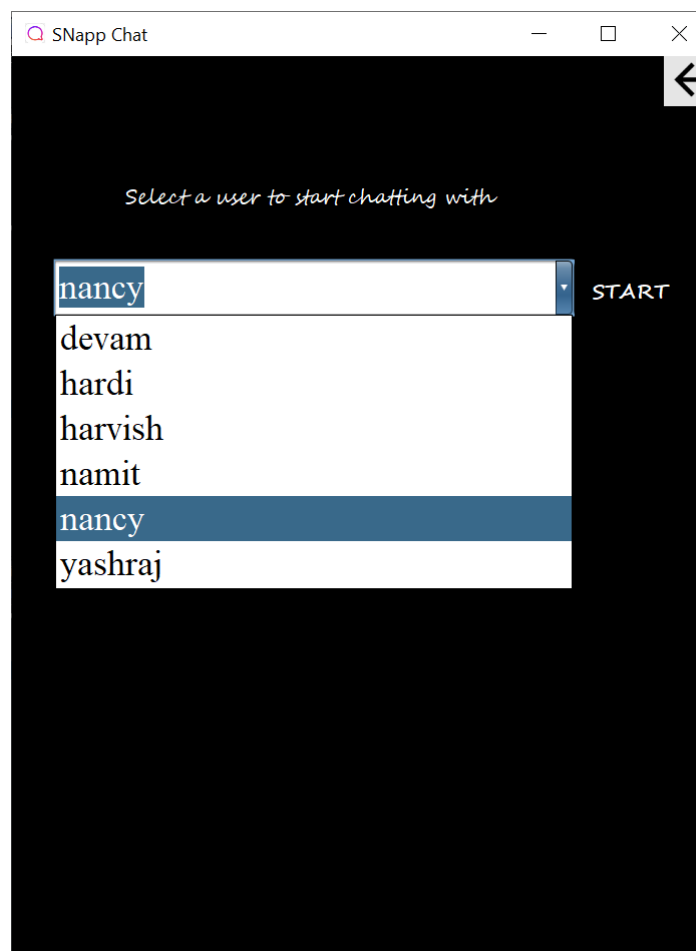 SNapp Chat
Select a user to start chatting with
nancy
START
devam
hardi
harvish
namit
nancy
yashraj